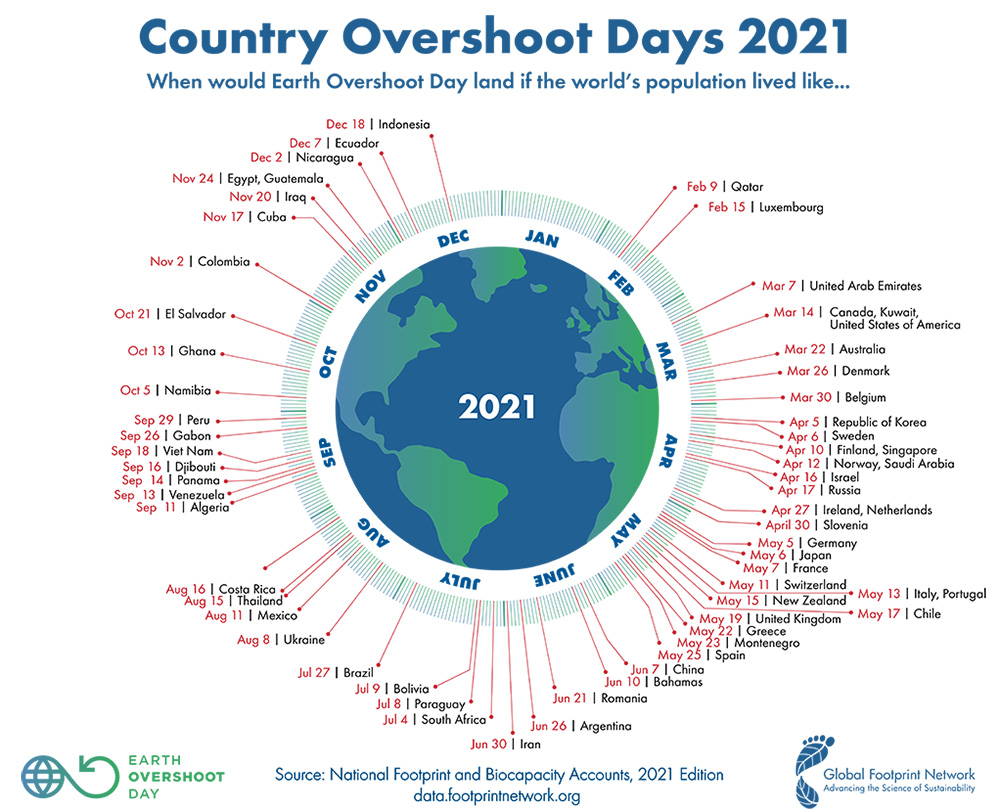 Country Overshoot Days 2021
When would Earth Overshoot Day land if the world's population lived like...
Dec 18 | Indonesia
Dec 7 | Ecuador
Dec 2 | Nicaragua
Nov 24 | Egypt, Guatemala
Nov 20 | Iraq
Nov 17 | Cuba
Nov 2 | Colombia
Oct 21 | El Salvador
Oct 13 | Ghana
Oct 5 | Namibia
Sep 29 | Peru
Sep 26 | Gabon
Sep 18 | Viet Nam
Sep 16 | Djibouti
Sep 14 | Panama
Sep 13 | Venezuela
Sep 11 | Algeria
Aug 16 | Costa Rica
Aug 15 | Thailand
Aug 11 | Mexico
Aug 8 | Ukraine
Jul 27 | Brazil
Jul 9 | Bolivia
Jul 8 | Paraguay
Jul 4 | South Africa
Jun 30 | Iran
Feb 9 | Qatar
Feb 15 | Luxembourg
Mar 7 | United Arab Emirates
Mar 14 | Canada, Kuwait,
United States of America
Mar 22 | Australia
Mar 26 | Denmark
Mar 30 | Belgium
Apr 5 | Republic of Korea
Apr 6 | Sweden
Apr 10 | Finland, Singapore
Apr 12 | Norway, Saudi Arabia
Apr 16 | Israel
Apr 17 | Russia
Apr 27 | Ireland, Netherlands
April 30 | Slovenia
May 5 | Germany
May 6 | Japan
May 7 | France
May 11 | Switzerland
May 13 | Italy, Portugal
May 15 | New Zealand
May 17 | Chile
May 19 | United Kingdom
May 22 | Greece
May 23 | Montenegro
May 25 | Spain
Jun 7 | China
Jun 10 | Bahamas
Jun 21 | Romania
Jun 26 | Argentina
JAN
FEB
MAR
APR
MAY
JUNE
JULY
AUG
SEP
OCT
NOV
DEC
2021
EARTH
OVERSHOOT
DAY
Source: National Footprint and Biocapacity Accounts, 2021 Edition
data.footprintnetwork.org
Global Footprint Network
Advancing the Science of Sustainability